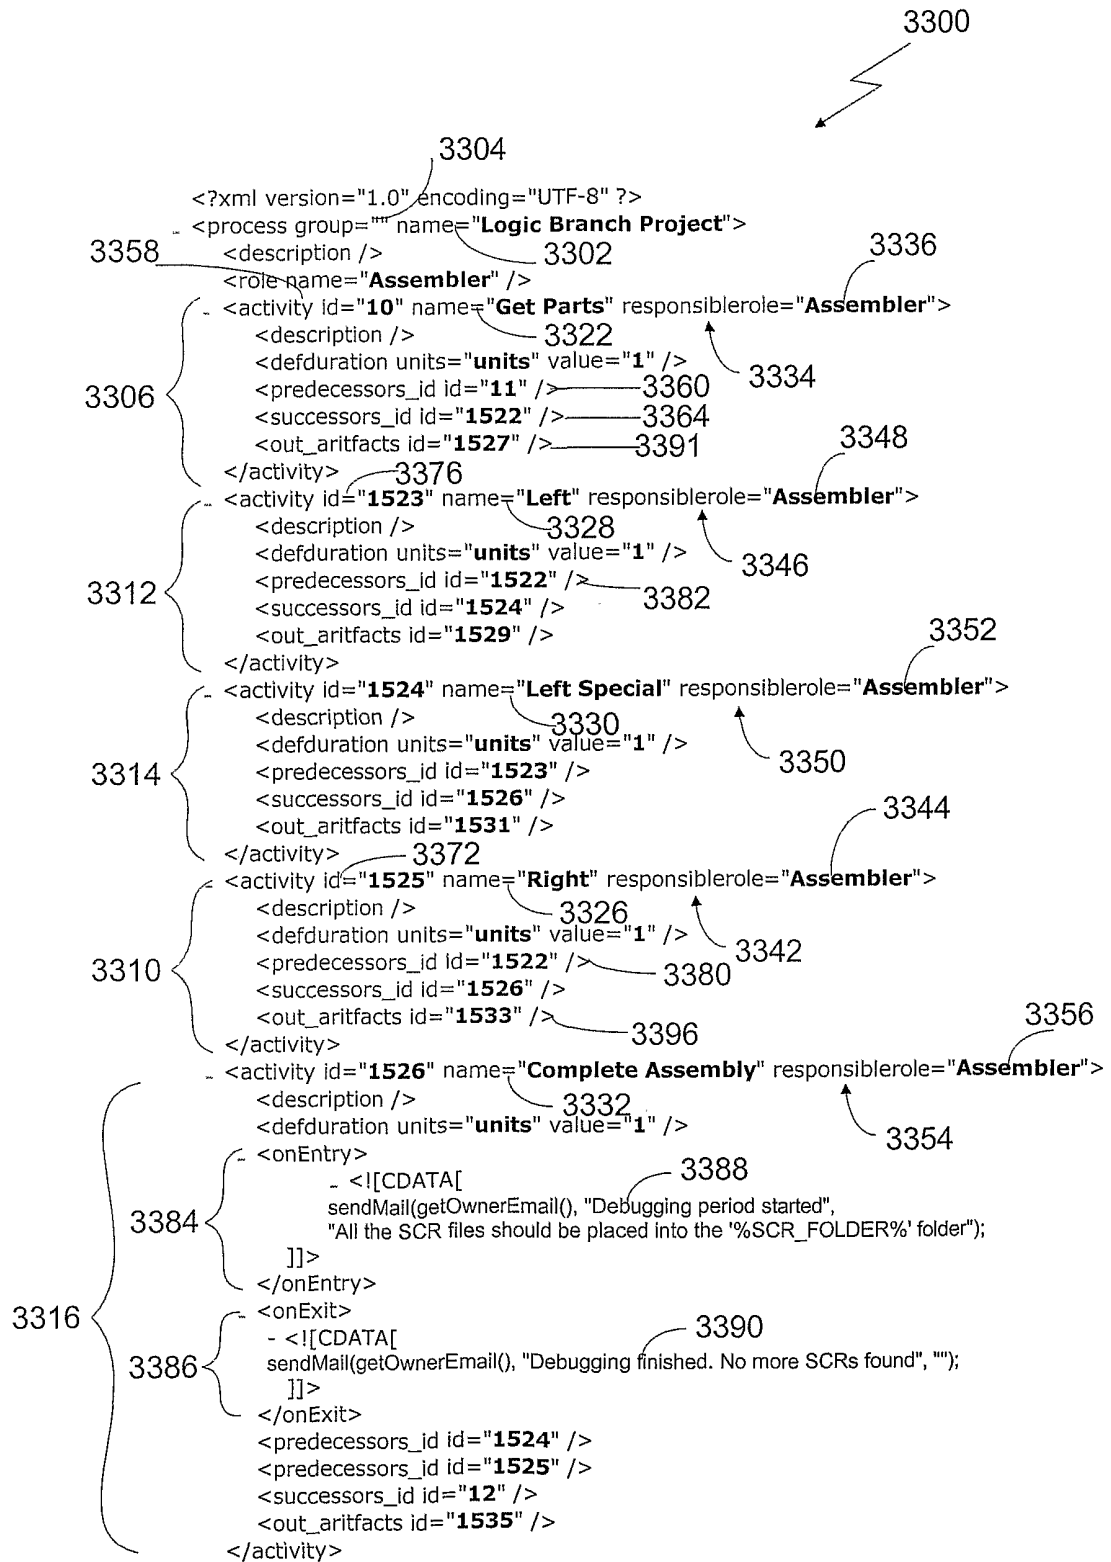 3300
3304
<?xml version="1.0" encoding="UTF-8" ?>
- <process group="" name="Logic Branch Project">
3358 <description /> 3302 3336
<role name="Assembler" />
- <activity id="10" name="Get Parts" responsiblerole="Assembler">
<description /> 3322
<defduration units="units" value="1" /> 3334
3306 <predecessors_id id="11" /> 3360
<successors_id id="1522" /> 3364
<out_aritfacts id="1527" /> 3391 3348
</activity> 3376
- <activity id="1523" name="Left" responsiblerole="Assembler">
<description /> 3328
<defduration units="units" value="1" /> 3346
3312 <predecessors_id id="1522" /> 3382
<successors_id id="1524" />
<out_aritfacts id="1529" /> 3352
</activity>
- <activity id="1524" name="Left Special" responsiblerole="Assembler">
<description /> 3330
<defduration units="units" value="1" /> 3350
3314 <predecessors_id id="1523" />
<successors_id id="1526" /> 3344
<out_aritfacts id="1531" />
</activity> 3372
- <activity id="1525" name="Right" responsiblerole="Assembler">
<description /> 3326
<defduration units="units" value="1" /> 3342
3310 <predecessors_id id="1522" /> 3380
<successors_id id="1526" />
<out_aritfacts id="1533" /> 3396 3356
</activity>
- <activity id="1526" name="Complete Assembly" responsiblerole="Assembler">
<description /> 3332
<defduration units="units" value="1" /> 3354
- <onEntry> 3388
- <![CDATA[
3384 sendMail(getOwnerEmail(), "Debugging period started",
"All the SCR files should be placed into the '%SCR_FOLDER%' folder");
]]>
</onEntry>
3316 - <onExit> 3390
- <![CDATA[
3386 sendMail(getOwnerEmail(), "Debugging finished. No more SCRs found", "");
]]>
</onExit>
<predecessors_id id="1524" />
<predecessors_id id="1525" />
<successors_id id="12" />
<out_aritfacts id="1535" />
</activity>